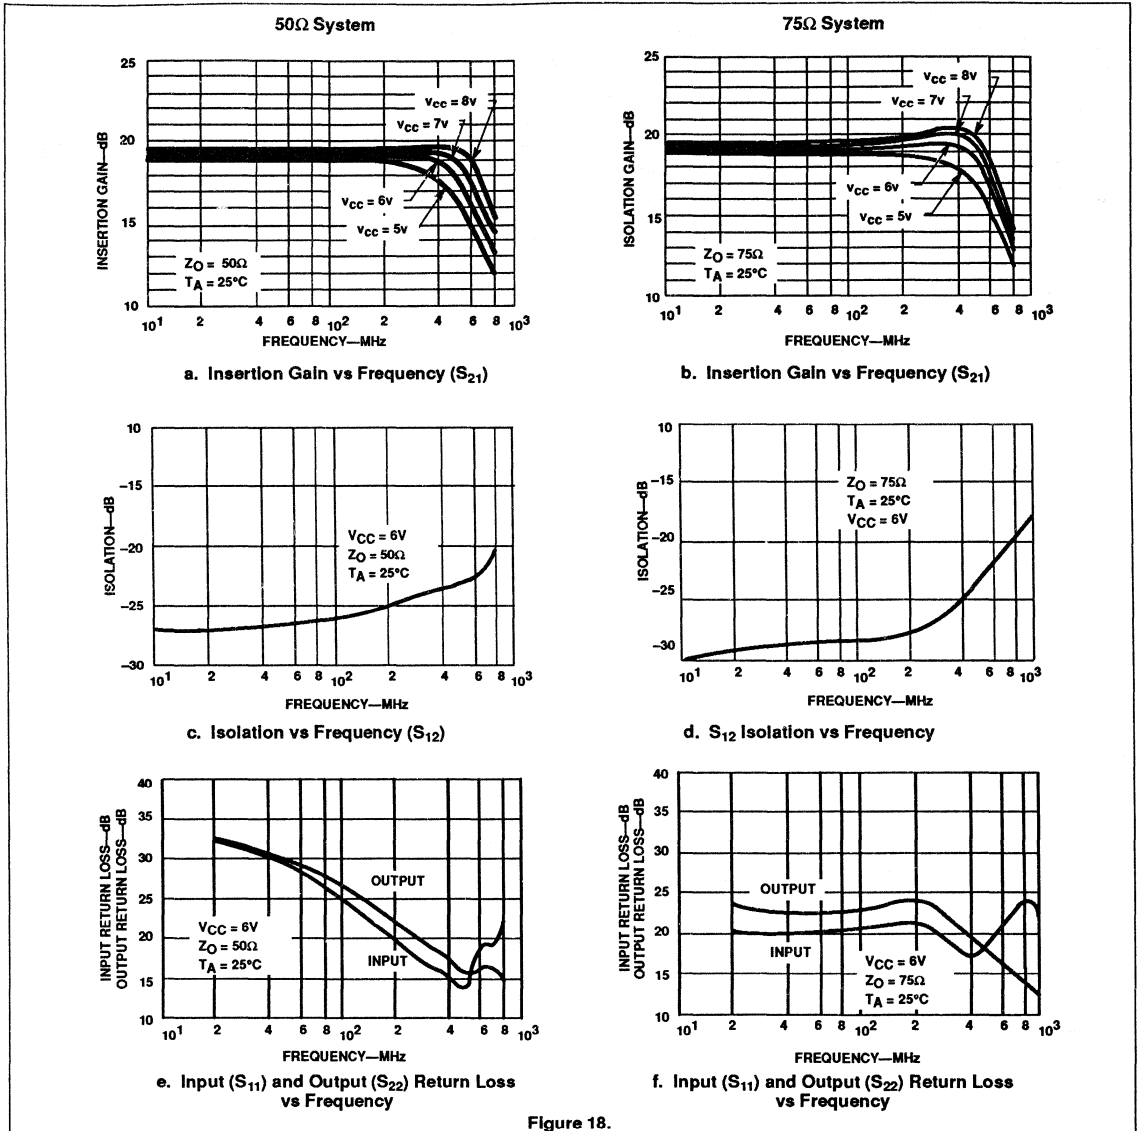 50Ω System
25
20
15
10
INSERTION GAIN—dB
vCC = 8v
vCC = 7v
vCC = 6v
vCC = 5v
ZO = 50Ω
TA = 25°C
10¹ 2 4 6 8 10² 2 4 6 8 10³
FREQUENCY—MHz
a. Insertion Gain vs Frequency (S21)
75Ω System
25
20
15
10
ISOLATION GAIN—dB
vCC = 8v
vCC = 7v
vCC = 6v
vCC = 5v
ZO = 75Ω
TA = 25°C
10¹ 2 4 6 8 10² 2 4 6 8 10³
FREQUENCY—MHz
b. Insertion Gain vs Frequency (S21)
10
−15
−20
−25
−30
ISOLATION—dB
VCC = 6V
ZO = 50Ω
TA = 25°C
10¹ 2 4 6 8 10² 2 4 6 8 10³
FREQUENCY—MHz
c. Isolation vs Frequency (S12)
10
−15
−20
−25
−30
ISOLATION—dB
ZO = 75Ω
TA = 25°C
VCC = 6V
10¹ 2 4 6 8 10² 2 4 6 8 10³
FREQUENCY—MHz
d. S12 Isolation vs Frequency
40
35
30
25
20
15
10
INPUT RETURN LOSS—dB
OUTPUT RETURN LOSS—dB
OUTPUT
INPUT
VCC = 6V
ZO = 50Ω
TA = 25°C
10¹ 2 4 6 8 10² 2 4 6 8 10³
FREQUENCY—MHz
e. Input (S11) and Output (S22) Return Loss
vs Frequency
40
35
30
25
20
15
10
INPUT RETURN LOSS—dB
OUTPUT RETURN LOSS—dB
OUTPUT
INPUT
VCC = 6V
ZO = 75Ω
TA = 25°C
10¹ 2 4 6 8 10² 2 4 6 8 10³
FREQUENCY—MHz
f. Input (S11) and Output (S22) Return Loss
vs Frequency
Figure 18.